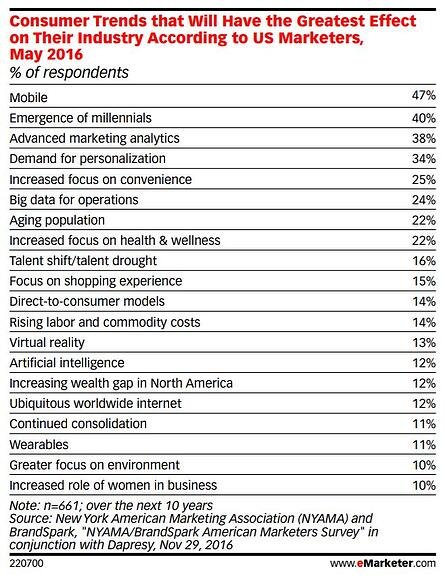 Consumer Trends that Will Have the Greatest Effect
on Their Industry According to US Marketers,
May 2016
% of respondents
Mobile 47%
Emergence of millennials 40%
Advanced marketing analytics 38%
Demand for personalization 34%
Increased focus on convenience 25%
Big data for operations 24%
Aging population 22%
Increased focus on health & wellness 22%
Talent shift/talent drought 16%
Focus on shopping experience 15%
Direct-to-consumer models 14%
Rising labor and commodity costs 14%
Virtual reality 13%
Artificial intelligence 12%
Increasing wealth gap in North America 12%
Ubiquitous worldwide internet 12%
Continued consolidation 11%
Wearables 11%
Greater focus on environment 10%
Increased role of women in business 10%
Note: n=661; over the next 10 years
Source: New York American Marketing Association (NYAMA) and
BrandSpark, "NYAMA/BrandSpark American Marketers Survey" in
conjunction with Dapresy, Nov 29, 2016
220700 www.eMarketer.com